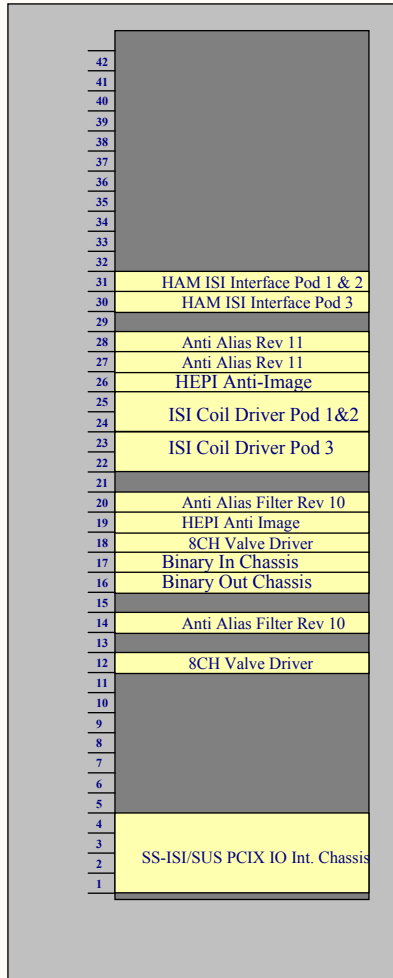 42
41
40
39
38
37
36
35
34
33
32
31 HAM ISI Interface Pod 1 & 2
30 HAM ISI Interface Pod 3
29
28 Anti Alias Rev 11
27 Anti Alias Rev 11
26 HEPI Anti-Image
25
ISI Coil Driver Pod 1&2
24
23
ISI Coil Driver Pod 3
22
21
20 Anti Alias Filter Rev 10
19 HEPI Anti Image
18 8CH Valve Driver
17 Binary In Chassis
16 Binary Out Chassis
15
14 Anti Alias Filter Rev 10
13
12 8CH Valve Driver
11
10
9
8
7
6
5
4
3
SS-ISI/SUS PCIX IO Int. Chassis
2
1